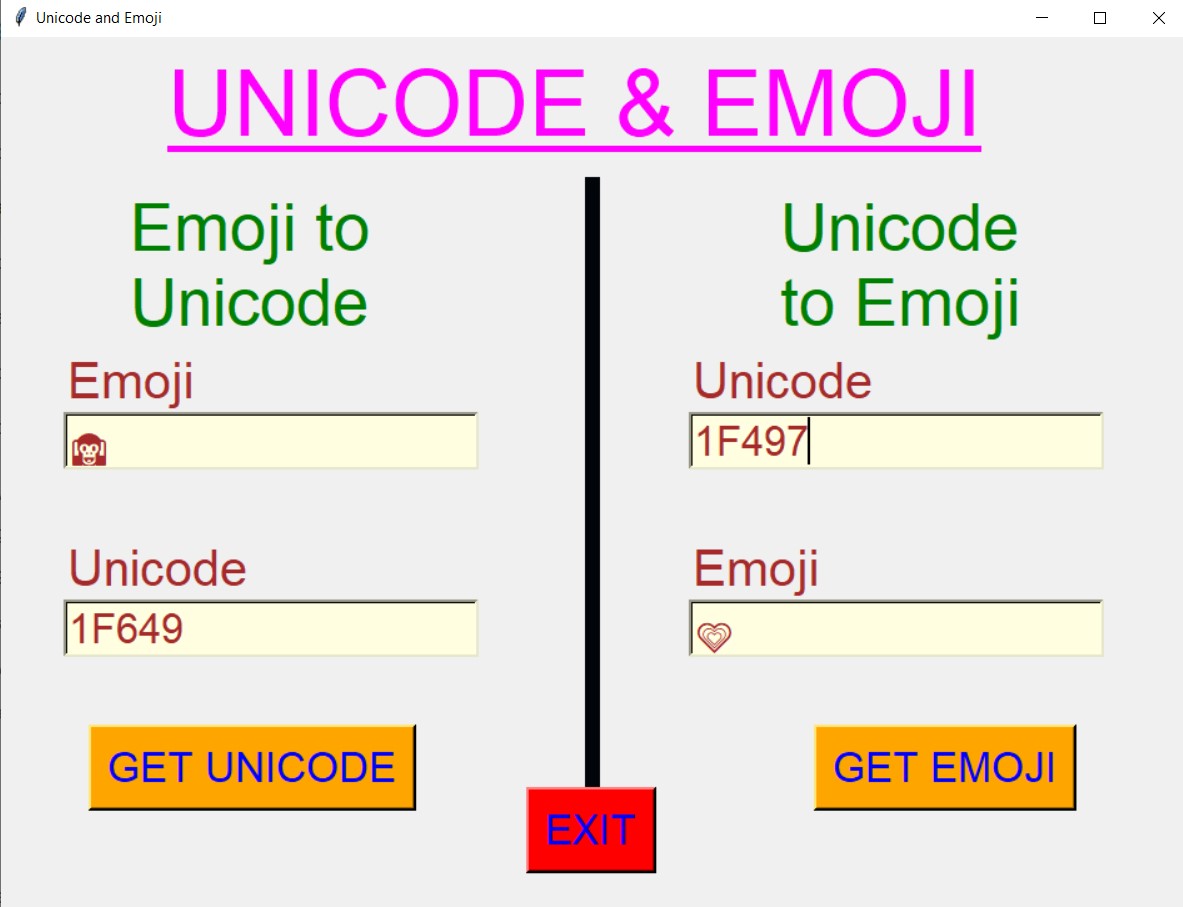 Unicode and Emoji
UNICODE & EMOJI
Emoji to
Unicode
Emoji
🙉
Unicode
1F649
GET UNICODE
Unicode
to Emoji
Unicode
1F497
Emoji
💗
GET EMOJI
EXIT